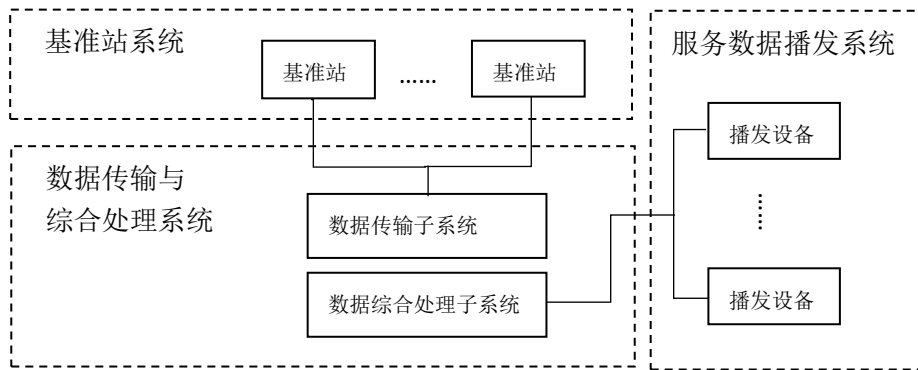 基准站系统
基准站
……
基准站
服务数据播发系统
播发设备
……
播发设备
数据传输与
综合处理系统
数据传输子系统
数据综合处理子系统